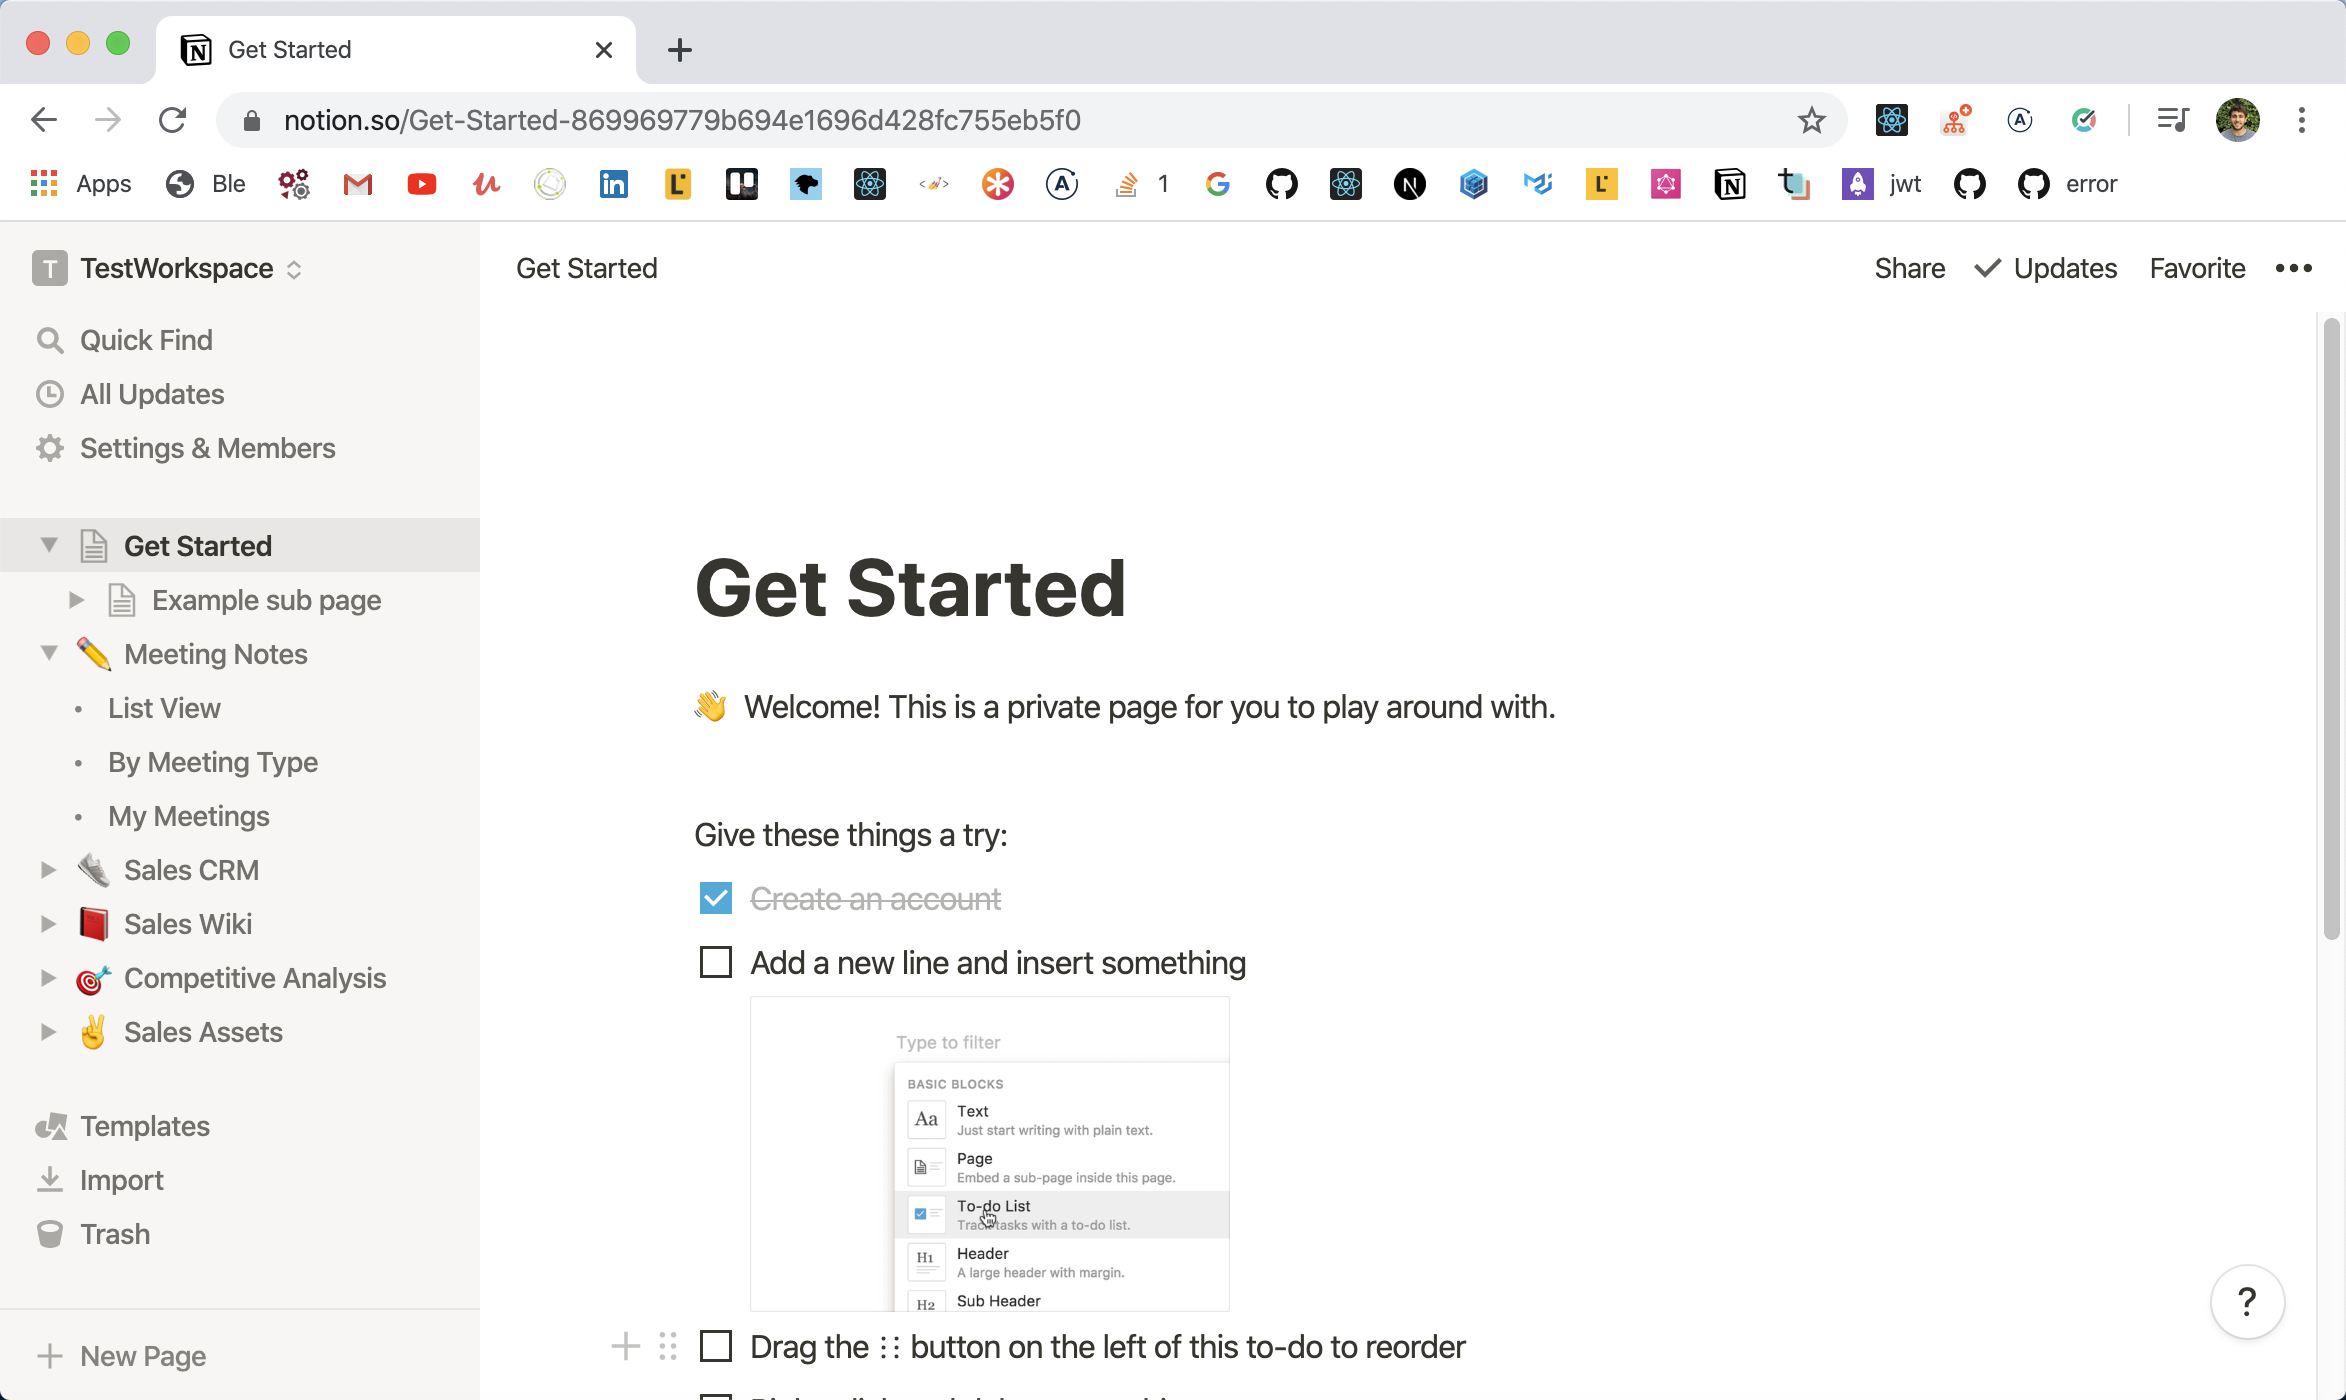 Get Started
notion.so/Get-Started-869969779b694e1696d428fc755eb5f0
Apps Ble 1 jwt error
T TestWorkspace
Get Started
Share Updates Favorite
Quick Find
All Updates
Settings & Members
Get Started
Example sub page
Meeting Notes
List View
By Meeting Type
My Meetings
Sales CRM
Sales Wiki
Competitive Analysis
Sales Assets
Templates
Import
Trash
New Page
Get Started
👋 Welcome! This is a private page for you to play around with.
Give these things a try:
Create an account
Add a new line and insert something
Type to filter
BASIC BLOCKS
Aa Text
Just start writing with plain text.
Page
Embed a sub-page inside this page.
To-do List
Track tasks with a to-do list.
H1 Header
A large header with margin.
H2 Sub Header
Drag the ⋮⋮ button on the left of this to-do to reorder
?